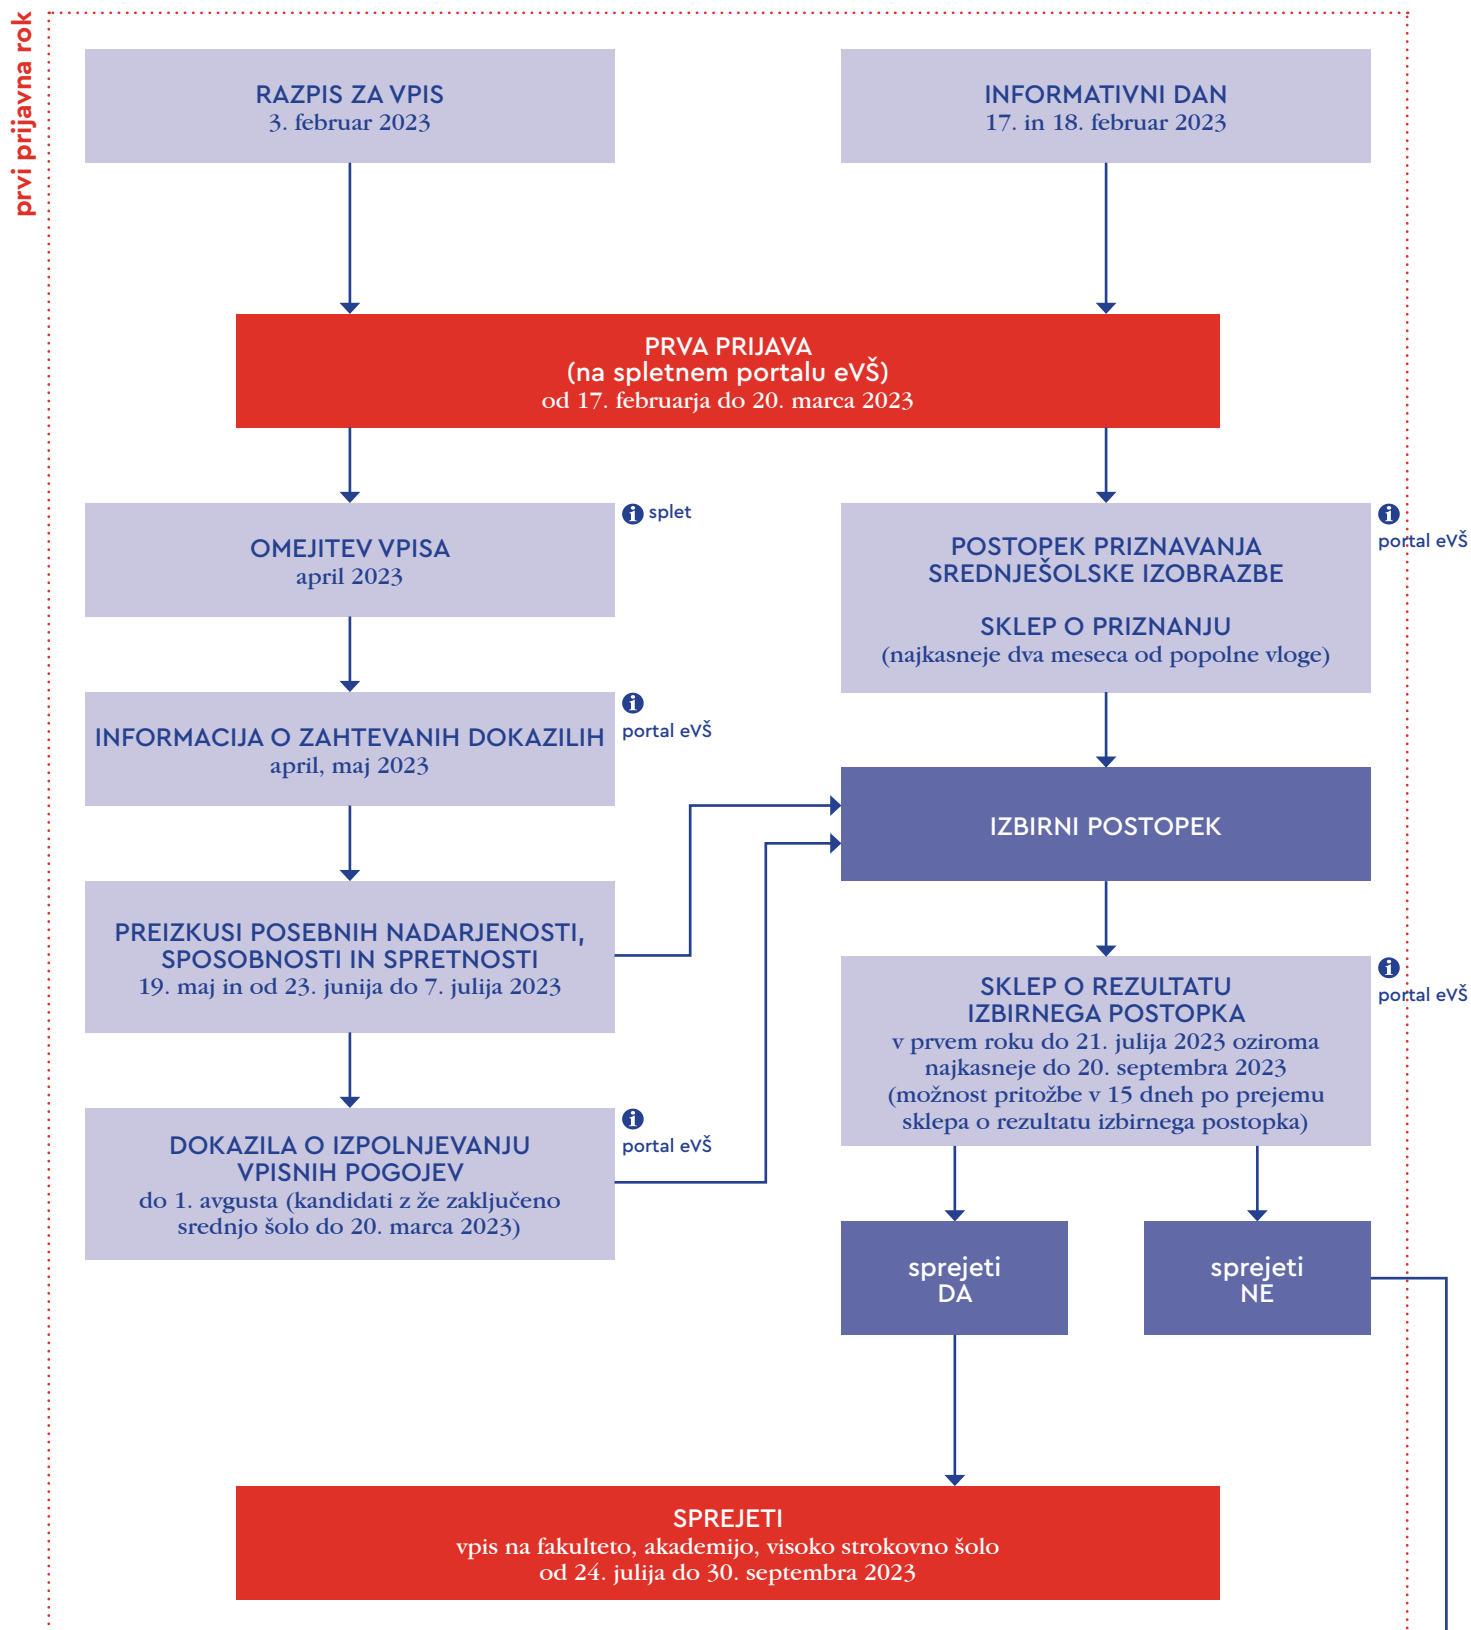 prvi prijavna rok
RAZPIS ZA VPIS
3. februar 2023
INFORMATIVNI DAN
17. in 18. februar 2023
PRVA PRIJAVA
(na spletnem portalu eVŠ)
od 17. februarja do 20. marca 2023
OMEJITEV VPISA
april 2023
splet
INFORMACIJA O ZAHTEVANIH DOKAZILIH
april, maj 2023
portal eVŠ
PREIZKUSI POSEBNIH NADARJENOSTI,
SPOSOBNOSTI IN SPRETNOSTI
19. maj in od 23. junija do 7. julija 2023
DOKAZILA O IZPOLNJEVANJU
VPISNIH POGOJEV
do 1. avgusta (kandidati z že zaključeno
srednjo šolo do 20. marca 2023)
portal eVŠ
POSTOPEK PRIZNAVANJA
SREDNJEŠOLSKE IZOBRAZBE
SKLEP O PRIZNANJU
(najkasneje dva meseca od popolne vloge)
portal eVŠ
IZBIRNI POSTOPEK
SKLEP O REZULTATU
IZBIRNEGA POSTOPKA
v prvem roku do 21. julija 2023 oziroma
najkasneje do 20. septembra 2023
(možnost pritožbe v 15 dneh po prejemu
sklepa o rezultatu izbirnega postopka)
portal eVŠ
sprejeti
DA
sprejeti
NE
SPREJETI
vpis na fakulteto, akademijo, visoko strokovno šolo
od 24. julija do 30. septembra 2023